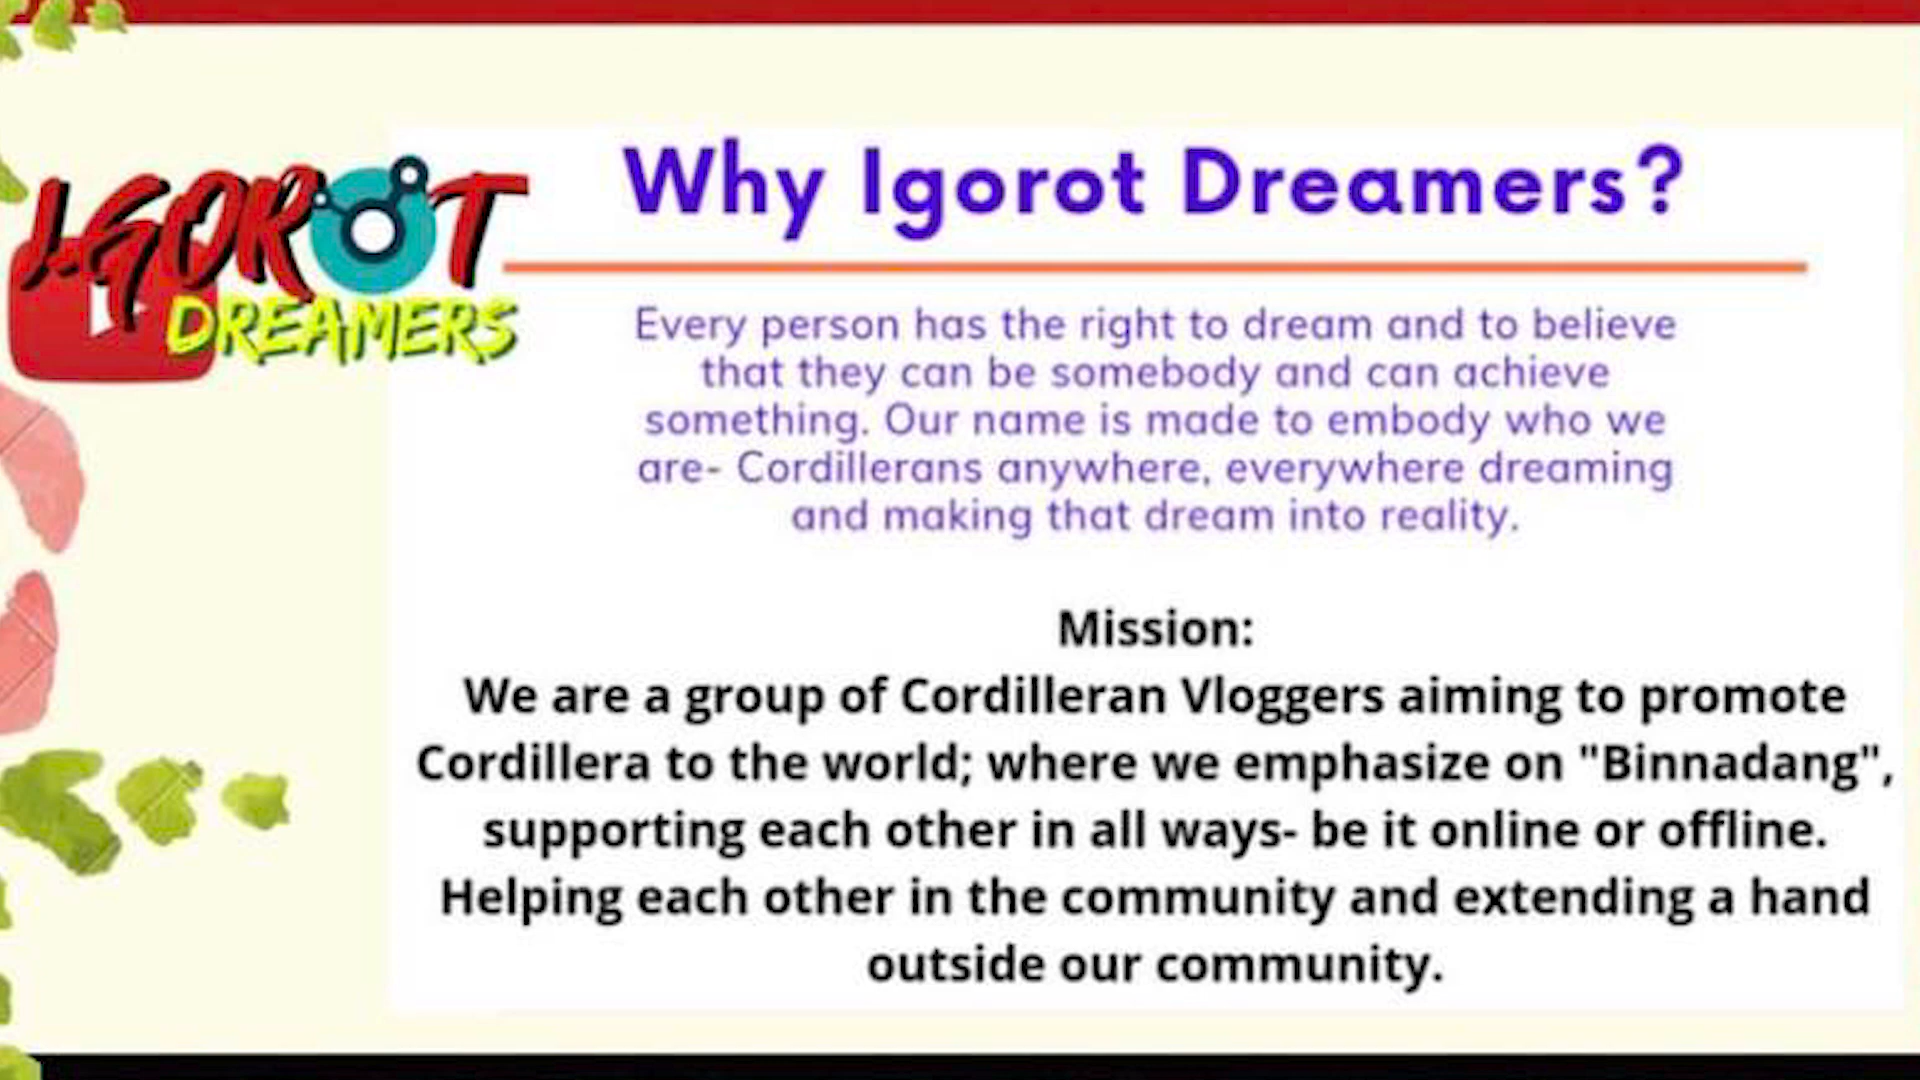 IGOROT
DREAMERS
Why Igorot Dreamers?
Every person has the right to dream and to believe
that they can be somebody and can achieve
something. Our name is made to embody who we
are- Cordillerans anywhere, everywhere dreaming
and making that dream into reality.
Mission:
We are a group of Cordilleran Vloggers aiming to promote
Cordillera to the world; where we emphasize on "Binnadang",
supporting each other in all ways- be it online or offline.
Helping each other in the community and extending a hand
outside our community.